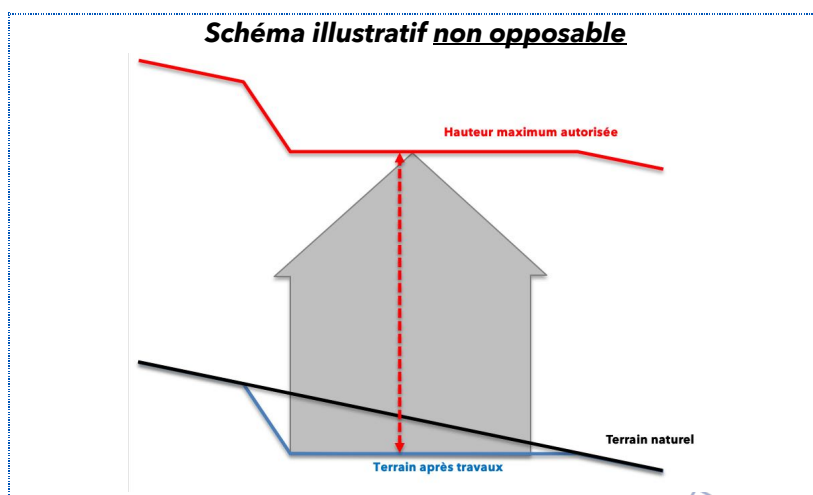 Schéma illustratif non opposable
Hauteur maximum autorisée
Terrain naturel
Terrain après travaux